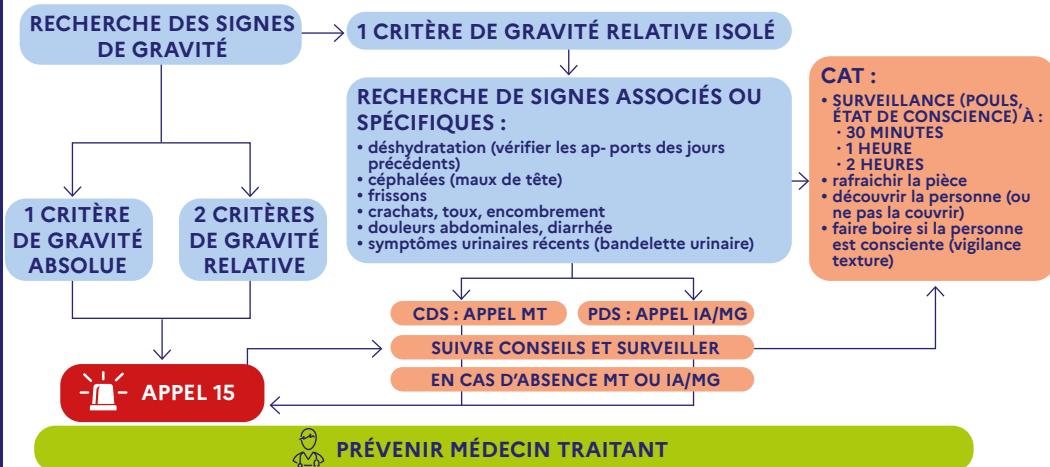 RECHERCHE DES SIGNES
DE GRAVITÉ
1 CRITÈRE DE GRAVITÉ RELATIVE ISOLÉ
RECHERCHE DE SIGNES ASSOCIÉS OU
SPÉCIFIQUES :
• déshydratation (vérifier les ap- ports des jours
précédents)
• céphalées (maux de tête)
• frissons
• crachats, toux, encombrement
• douleurs abdominales, diarrhée
• symptômes urinaires récents (bandelette urinaire)
CAT :
• SURVEILLANCE (POULS,
ÉTAT DE CONSCIENCE) À :
· 30 MINUTES
· 1 HEURE
· 2 HEURES
• rafraichir la pièce
• découvrir la personne (ou
ne pas la couvrir)
• faire boire si la personne
est consciente (vigilance
texture)
1 CRITÈRE
DE GRAVITÉ
ABSOLUE
2 CRITÈRES
DE GRAVITÉ
RELATIVE
CDS : APPEL MT
PDS : APPEL IA/MG
SUIVRE CONSEILS ET SURVEILLER
EN CAS D'ABSENCE MT OU IA/MG
APPEL 15
PRÉVENIR MÉDECIN TRAITANT